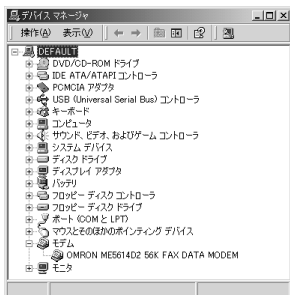 デバイス マネージャ
操作(A) 表示(V)
DEFAULT
DVD/CD-ROM ドライブ
IDE ATA/ATAPI コントローラ
PCMCIA アダプタ
USB (Universal Serial Bus) コントローラ
キーボード
コンピュータ
サウンド、ビデオ、およびゲーム コントローラ
システム デバイス
ディスク ドライブ
ディスプレイ アダプタ
バッテリ
フロッピー ディスク コントローラ
フロッピー ディスク ドライブ
ポート (COM と LPT)
マウスとそのほかのポインティング デバイス
モデム
OMRON ME5614D2 56K FAX DATA MODEM
モニタ